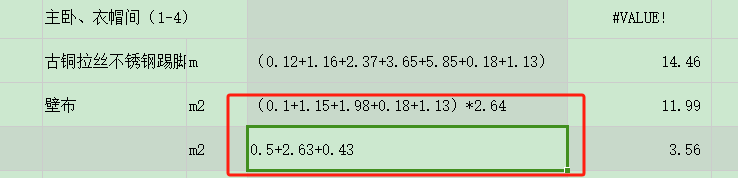 主卧、衣帽间（1-4） #VALUE!
古铜拉丝不锈钢踢脚 m （0.12+1.16+2.37+3.65+5.85+0.18+1.13） 14.46
壁布 m2 （0.1+1.15+1.98+0.18+1.13）*2.64 11.99
m2 0.5+2.63+0.43 3.56